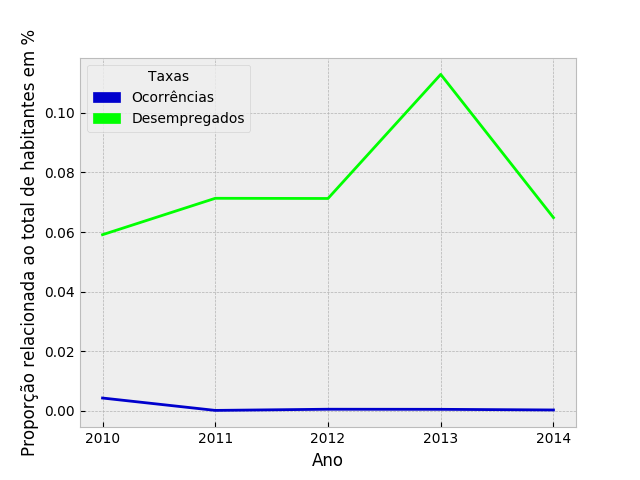 Proporção relacionada ao total de habitantes em %
Taxas
Ocorrências
Desempregados
0.10
0.08
0.06
0.04
0.02
0.00
2010 2011 2012 2013 2014
Ano